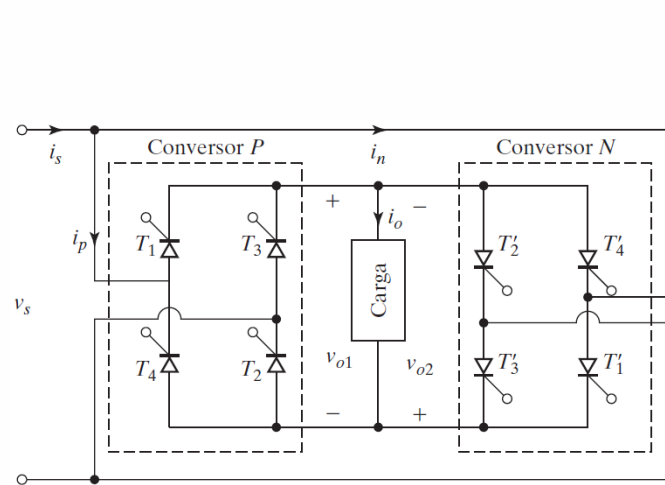 Conversor P
Conversor N
i_s
i_n
+
−
i_p
i_o
T_1
T_3
T'_2
T'_4
v_s
Carga
T_4
T_2
v_o1
v_o2
T'_3
T'_1
−
+